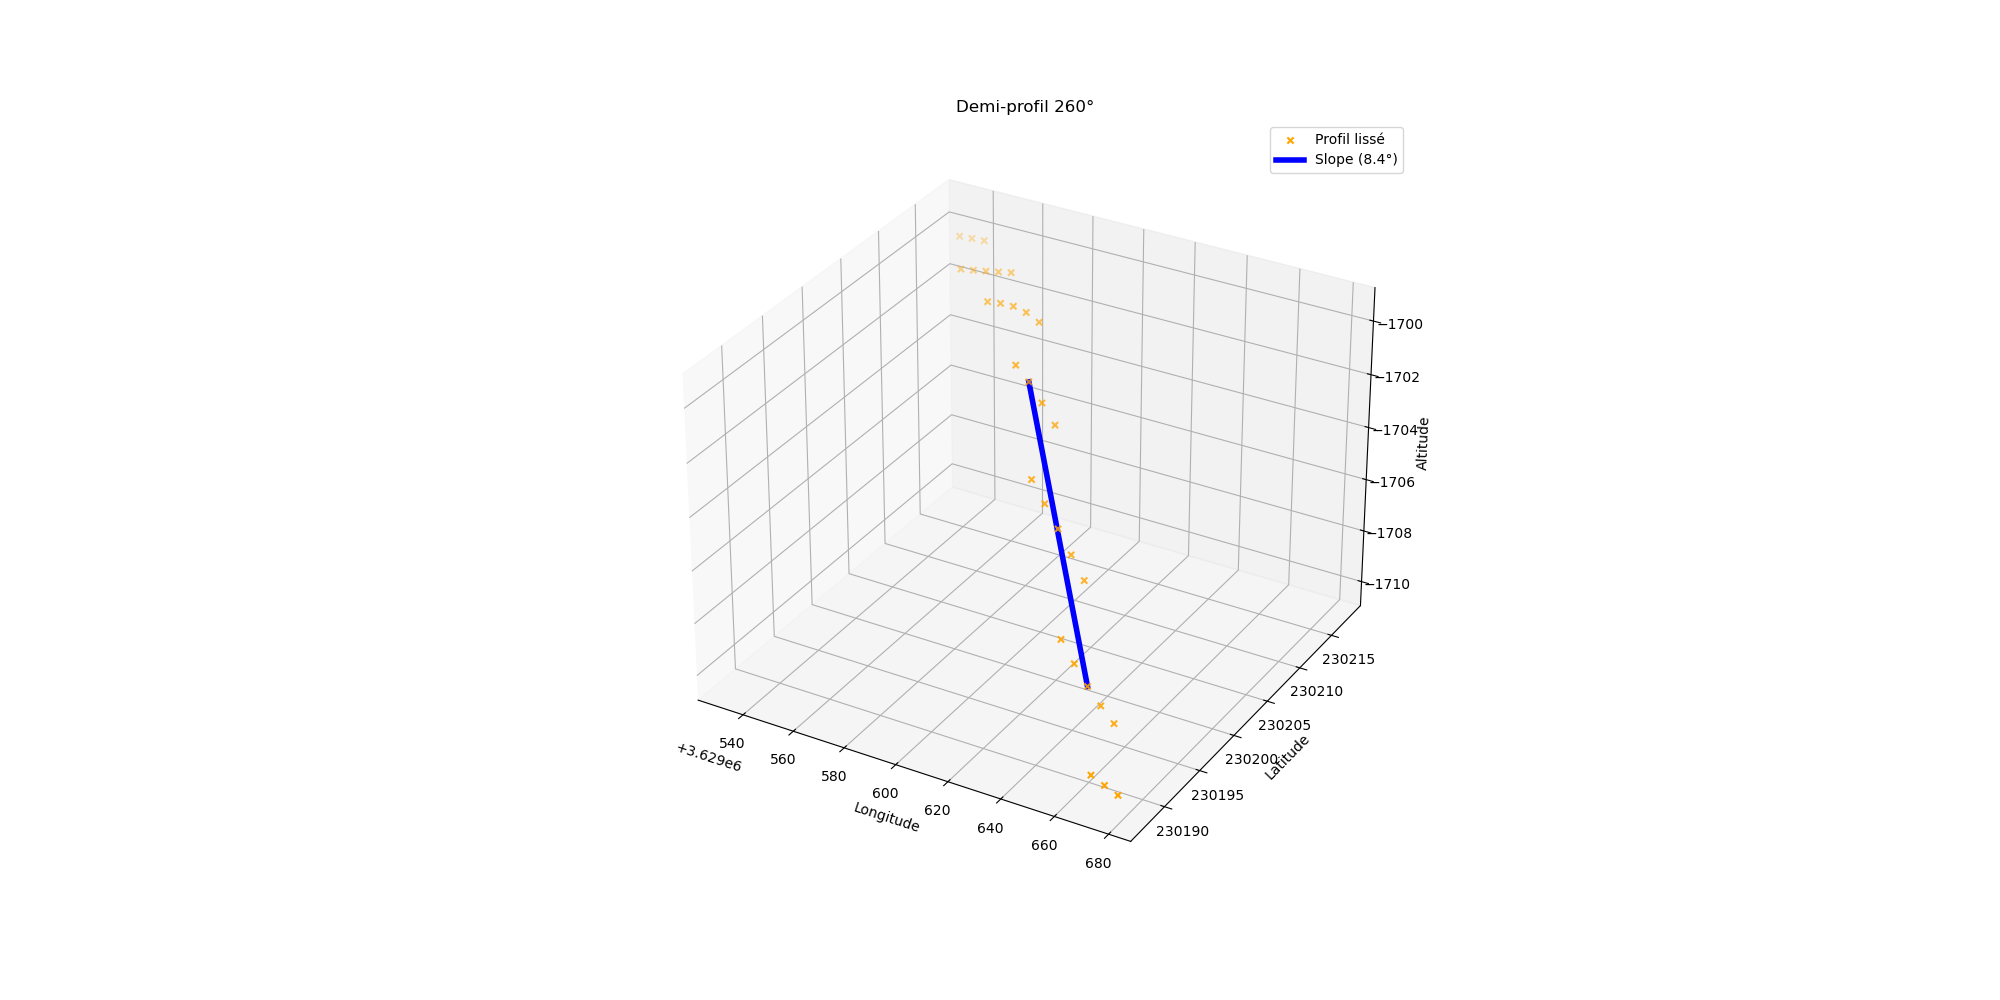 Demi-profil 260°
Profil lissé
Slope (8.4°)
−1700
−1702
−1704
−1706
−1708
−1710
Altitude
230215
230210
230205
230200
230195
230190
Latitude
540
560
580
600
620
640
660
680
+3.629e6
Longitude